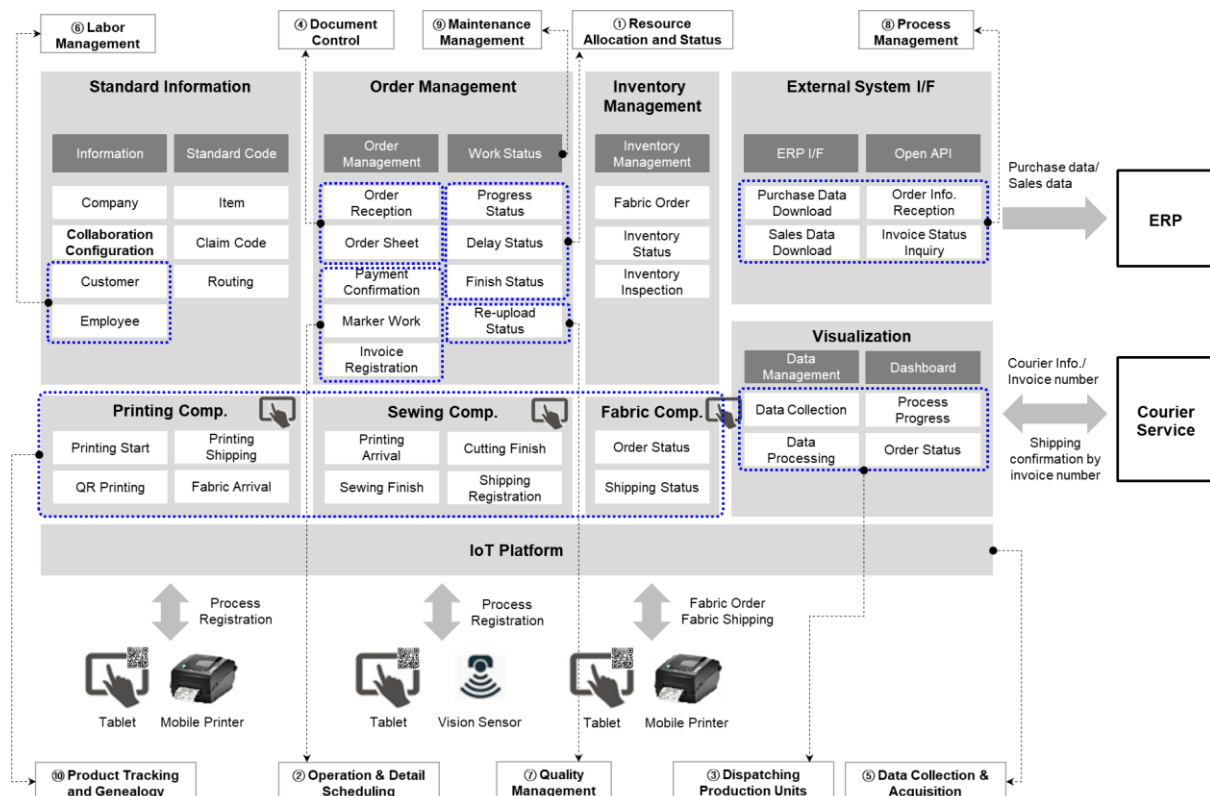 ⑥ Labor
Management
④ Document
Control
⑨ Maintenance
Management
① Resource
Allocation and Status
⑧ Process
Management
Standard Information
Information
Standard Code
Company
Item
Collaboration
Configuration
Claim Code
Customer
Routing
Employee
Order Management
Order
Management
Work Status
Order
Reception
Progress
Status
Order Sheet
Delay Status
Payment
Confirmation
Finish Status
Marker Work
Re-upload
Status
Invoice
Registration
Inventory
Management
Inventory
Management
Fabric Order
Inventory
Status
Inventory
Inspection
External System I/F
ERP I/F
Open API
Purchase Data
Download
Order Info.
Reception
Sales Data
Download
Invoice Status
Inquiry
Purchase data/
Sales data
ERP
Visualization
Data
Management
Dashboard
Data Collection
Process
Progress
Data
Processing
Order Status
Courier Info./
Invoice number
Shipping
confirmation by
invoice number
Courier
Service
Printing Comp.
Printing Start
Printing
Shipping
QR Printing
Fabric Arrival
Sewing Comp.
Printing
Arrival
Cutting Finish
Sewing Finish
Shipping
Registration
Fabric Comp.
Order Status
Shipping Status
IoT Platform
Process
Registration
Process
Registration
Fabric Order
Fabric Shipping
Tablet
Mobile Printer
Tablet
Vision Sensor
Tablet
Mobile Printer
⑩ Product Tracking
and Genealogy
② Operation & Detail
Scheduling
⑦ Quality
Management
③ Dispatching
Production Units
⑤ Data Collection &
Acquisition